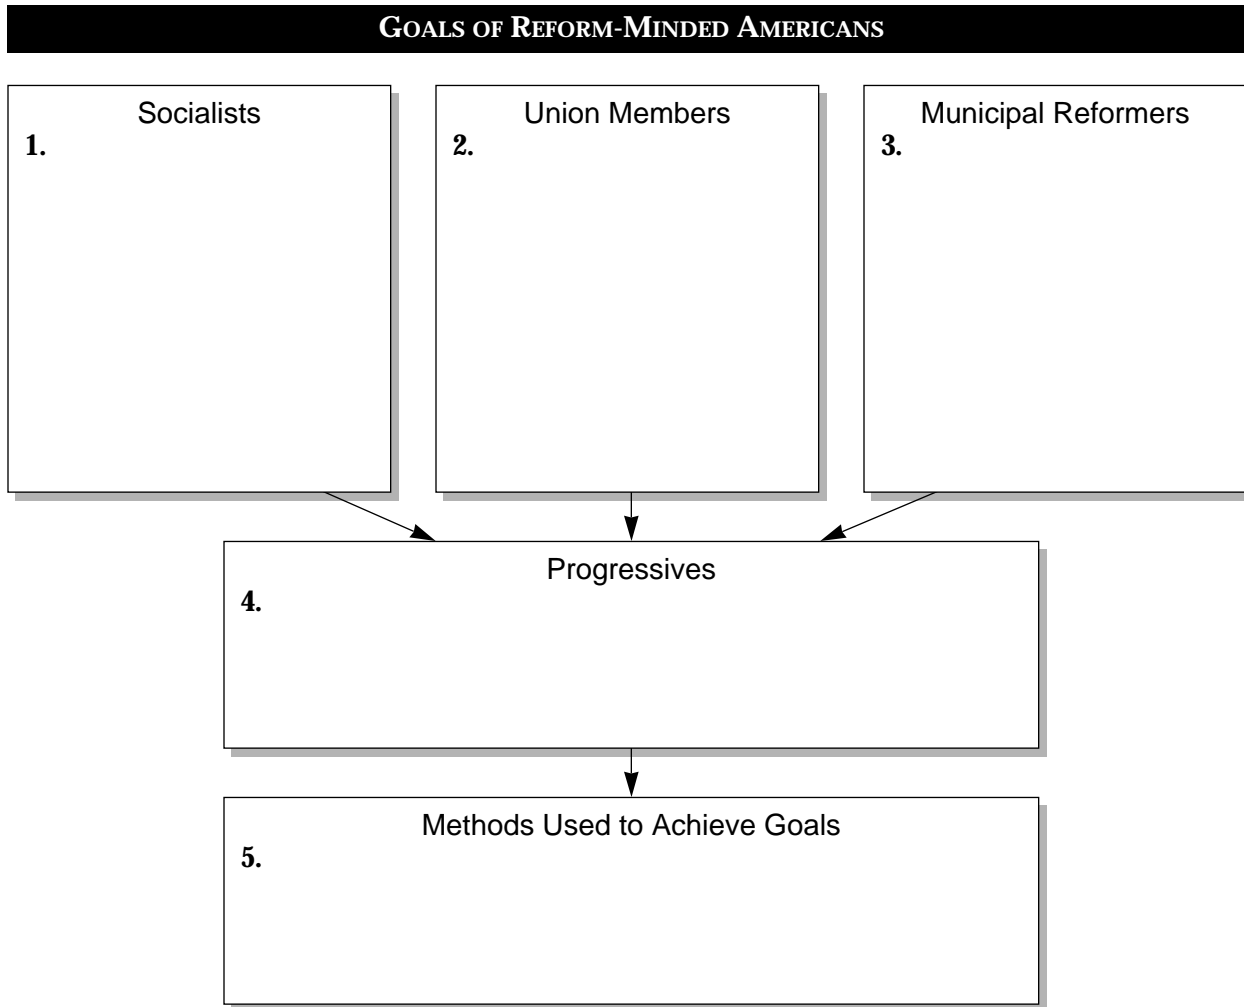 GOALS OF REFORM-MINDED AMERICANS
Socialists
1.
Union Members
2.
Municipal Reformers
3.
Progressives
4.
Methods Used to Achieve Goals
5.